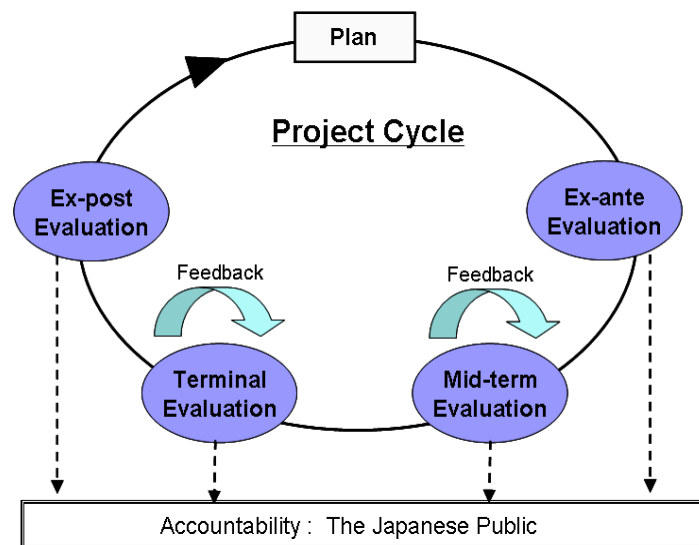 Plan
Project Cycle
Ex-post
Evaluation
Ex-ante
Evaluation
Feedback
Feedback
Terminal
Evaluation
Mid-term
Evaluation
Accountability : The Japanese Public